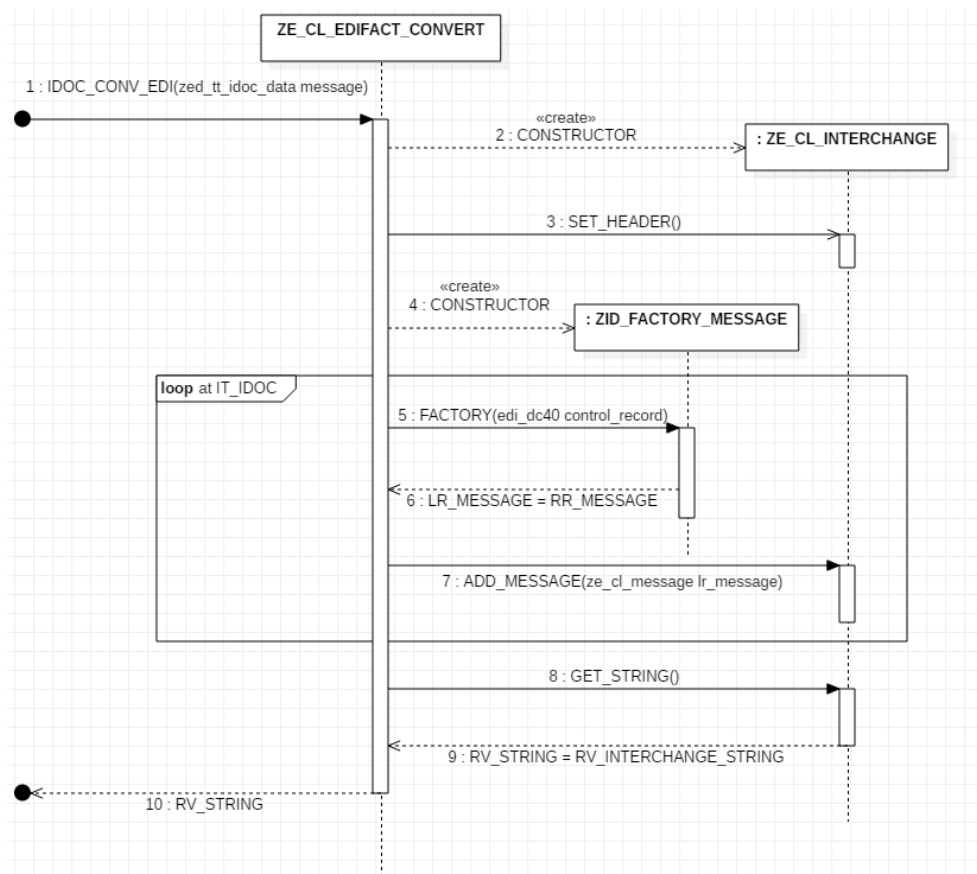 ZE_CL_EDIFACT_CONVERT
1 : IDOC_CONV_EDI(zed_tt_idoc_data message)
«create»
2 : CONSTRUCTOR
: ZE_CL_INTERCHANGE
3 : SET_HEADER()
«create»
4 : CONSTRUCTOR
: ZID_FACTORY_MESSAGE
loop at IT_IDOC
5 : FACTORY(edi_dc40 control_record)
6 : LR_MESSAGE = RR_MESSAGE
7 : ADD_MESSAGE(ze_cl_message lr_message)
8 : GET_STRING()
9 : RV_STRING = RV_INTERCHANGE_STRING
10 : RV_STRING